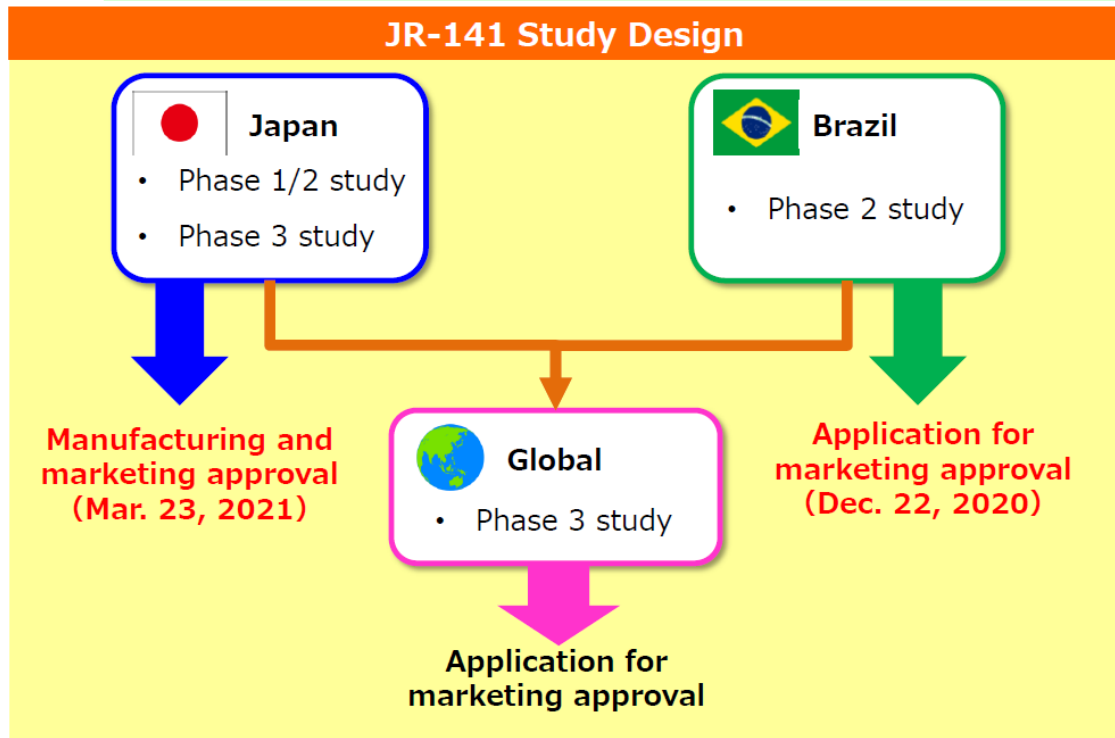 JR-141 Study Design
Japan
• Phase 1/2 study
• Phase 3 study
Brazil
• Phase 2 study
Manufacturing and
marketing approval
（Mar. 23, 2021）
Application for
marketing approval
（Dec. 22, 2020）
Global
• Phase 3 study
Application for
marketing approval